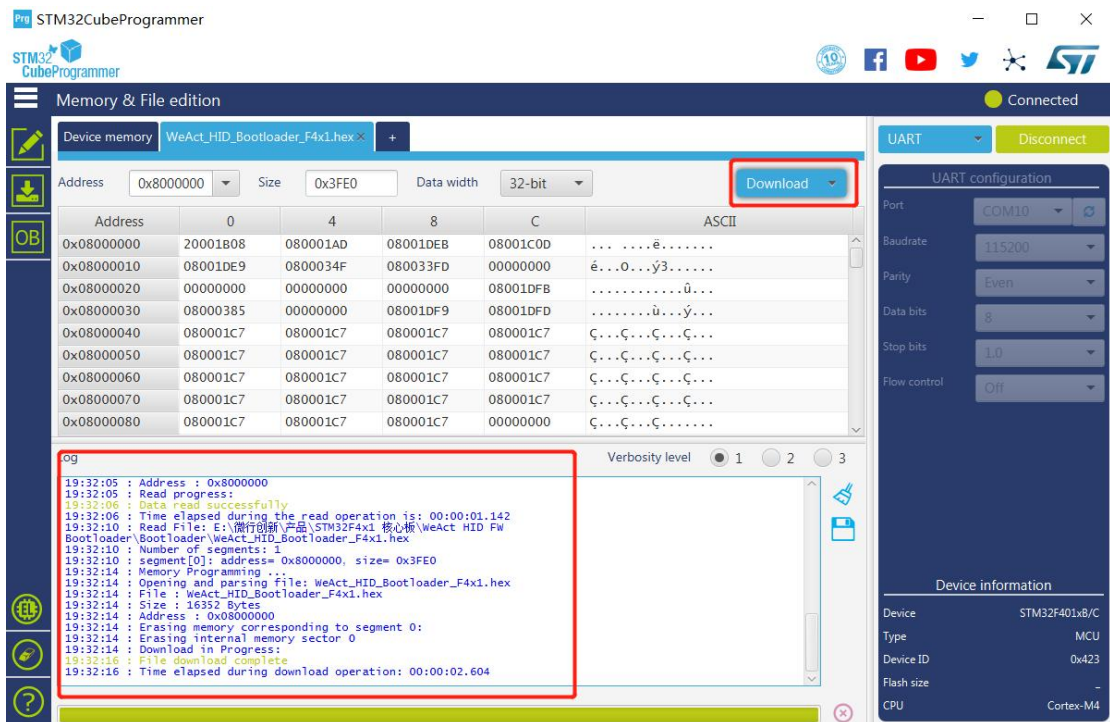 Prg STM32CubeProgrammer
STM32
CubeProgrammer
10
Memory & File edition
Connected
Device memory
WeAct_HID_Bootloader_F4x1.hex
+
Address 0x8000000 Size 0x3FE0 Data width 32-bit Download
Address 0 4 8 C ASCII
0x08000000 20001B08 080001AD 08001DEB 08001C0D ... ....ë.......
0x08000010 08001DE9 0800034F 080033FD 00000000 é...O...ý3......
0x08000020 00000000 00000000 00000000 08001DFB ............û...
0x08000030 08000385 00000000 08001DF9 08001DFD ........ù...ý...
0x08000040 080001C7 080001C7 080001C7 080001C7 Ç...Ç...Ç...Ç...
0x08000050 080001C7 080001C7 080001C7 080001C7 Ç...Ç...Ç...Ç...
0x08000060 080001C7 080001C7 080001C7 080001C7 Ç...Ç...Ç...Ç...
0x08000070 080001C7 080001C7 080001C7 080001C7 Ç...Ç...Ç...Ç...
0x08000080 080001C7 080001C7 080001C7 00000000 Ç...Ç...Ç.......
OB
Log Verbosity level 1 2 3
19:32:05 : Address : 0x8000000
19:32:05 : Read progress:
19:32:06 : Data read successfully
19:32:06 : Time elapsed during the read operation is: 00:00:01.142
19:32:10 : Read File: E:\微行创新\产品\STM32F4x1 核心板\WeAct HID FW
Bootloader\Bootloader\WeAct_HID_Bootloader_F4x1.hex
19:32:10 : Number of segments: 1
19:32:10 : segment[0]: address= 0x8000000, size= 0x3FE0
19:32:14 : Memory Programming ...
19:32:14 : Opening and parsing file: WeAct_HID_Bootloader_F4x1.hex
19:32:14 : File : WeAct_HID_Bootloader_F4x1.hex
19:32:14 : Size : 16352 Bytes
19:32:14 : Address : 0x08000000
19:32:14 : Erasing memory corresponding to segment 0:
19:32:14 : Erasing internal memory sector 0
19:32:14 : Download in Progress:
19:32:16 : File download complete
19:32:16 : Time elapsed during download operation: 00:00:02.604
UART Disconnect
UART configuration
Port COM10
Baudrate 115200
Parity Even
Data bits 8
Stop bits 1.0
Flow control Off
Device information
Device STM32F401xB/C
Type MCU
Device ID 0x423
Flash size -
CPU Cortex-M4